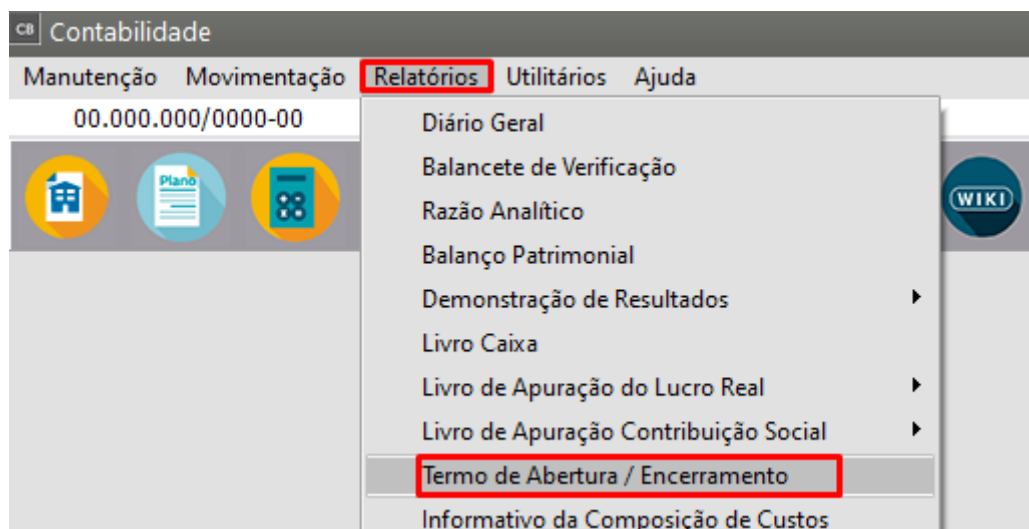 CB Contabilidade
Manutenção Movimentação Relatórios Utilitários Ajuda
00.000.000/0000-00
Plano
WIKI
Diário Geral
Balancete de Verificação
Razão Analítico
Balanço Patrimonial
Demonstração de Resultados
Livro Caixa
Livro de Apuração do Lucro Real
Livro de Apuração Contribuição Social
Termo de Abertura / Encerramento
Informativo da Composição de Custos